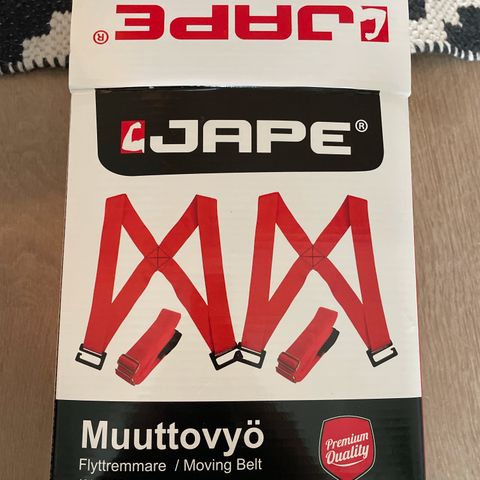 JAPE®
JAPE®
Muuttovyö
Flyttremmare / Moving Belt
Premium
Quality